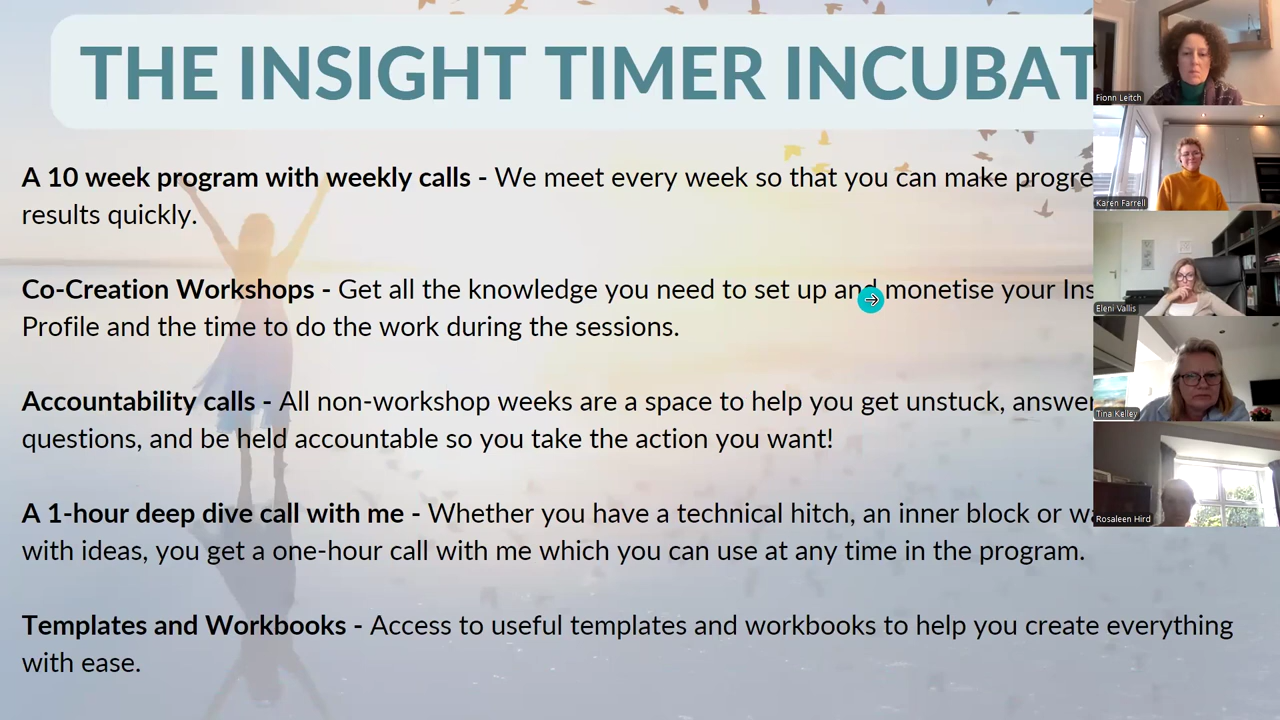 THE INSIGHT TIMER INCUBAT
A 10 week program with weekly calls - We meet every week so that you can make progre
results quickly.
Co-Creation Workshops - Get all the knowledge you need to set up and monetise your Ins
Profile and the time to do the work during the sessions.
Accountability calls - All non-workshop weeks are a space to help you get unstuck, answer
questions, and be held accountable so you take the action you want!
A 1-hour deep dive call with me - Whether you have a technical hitch, an inner block or wa
with ideas, you get a one-hour call with me which you can use at any time in the program.
Templates and Workbooks - Access to useful templates and workbooks to help you create everything
with ease.
Fionn Leitch
Karen Farrell
Eleni Vallis
Tina Kelley
Rosaleen Hird